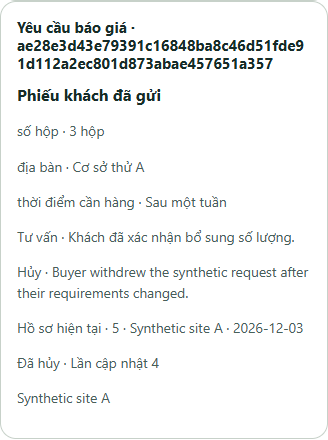 Yêu cầu báo giá ·
ae28e3d43e79391c16848ba8c46d51fde9
1d112a2ec801d873abae457651a357
Phiếu khách đã gửi
số hộp · 3 hộp
địa bàn · Cơ sở thử A
thời điểm cần hàng · Sau một tuần
Tư vấn · Khách đã xác nhận bổ sung số lượng.
Hủy · Buyer withdrew the synthetic request after
their requirements changed.
Hồ sơ hiện tại · 5 · Synthetic site A · 2026-12-03
Đã hủy · Lần cập nhật 4
Synthetic site A